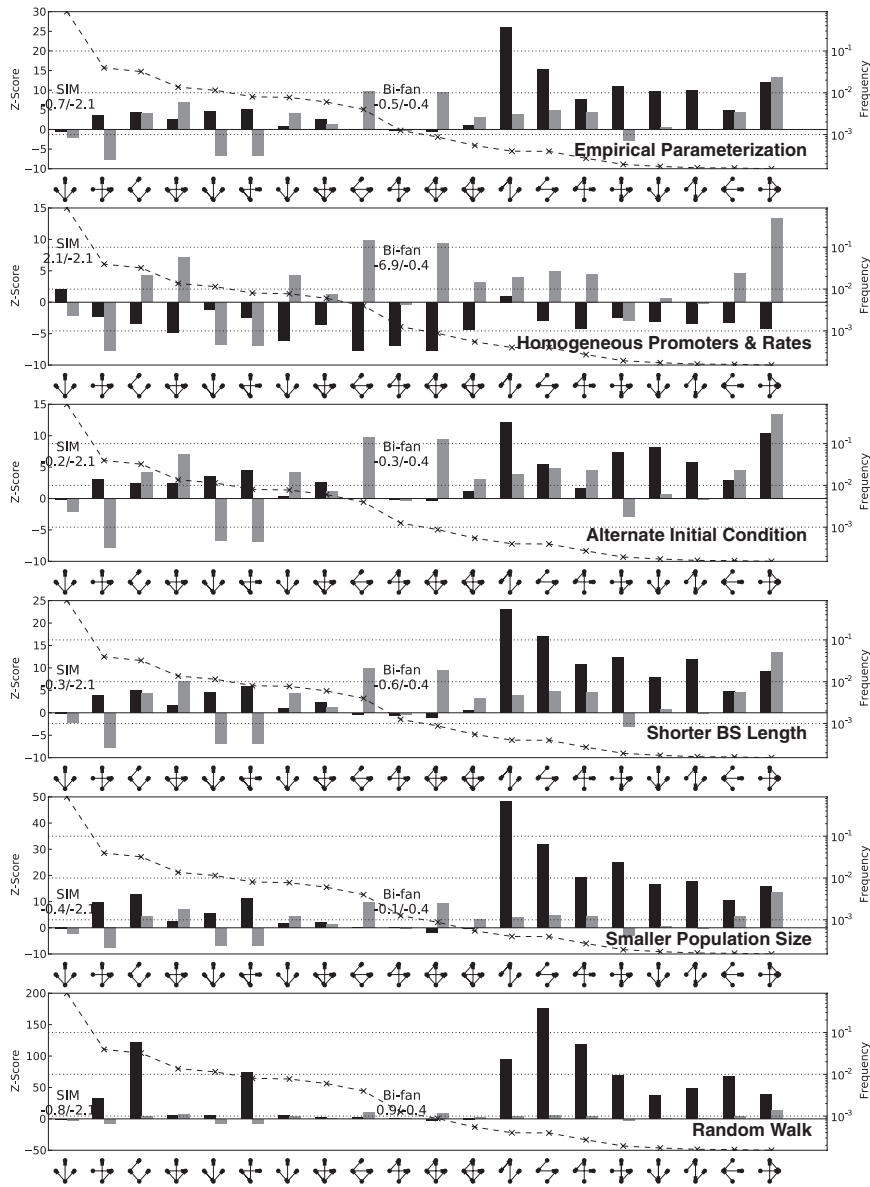 30
25
20
15
10
5
0
−5
−10
Z-Score
SIM
-0.7/-2.1
Bi-fan
-0.5/-0.4
Empirical Parameterization
10⁻¹
10⁻²
10⁻³
Frequency
15
10
5
0
−5
−10
Z-Score
SIM
2.1/-2.1
Bi-fan
-6.9/-0.4
Homogeneous Promoters & Rates
10⁻¹
10⁻²
10⁻³
Frequency
15
10
5
0
−5
−10
Z-Score
SIM
-0.2/-2.1
Bi-fan
-0.3/-0.4
Alternate Initial Condition
10⁻¹
10⁻²
10⁻³
Frequency
25
20
15
10
5
0
−5
−10
Z-Score
SIM
-0.3/-2.1
Bi-fan
-0.6/-0.4
Shorter BS Length
10⁻¹
10⁻²
10⁻³
Frequency
50
40
30
20
10
0
−10
Z-Score
SIM
-0.4/-2.1
Bi-fan
-0.1/-0.4
Smaller Population Size
10⁻¹
10⁻²
10⁻³
Frequency
200
150
100
50
0
−50
Z-Score
SIM
-0.8/-2.1
Bi-fan
0.9/-0.4
Random Walk
10⁻¹
10⁻²
10⁻³
Frequency